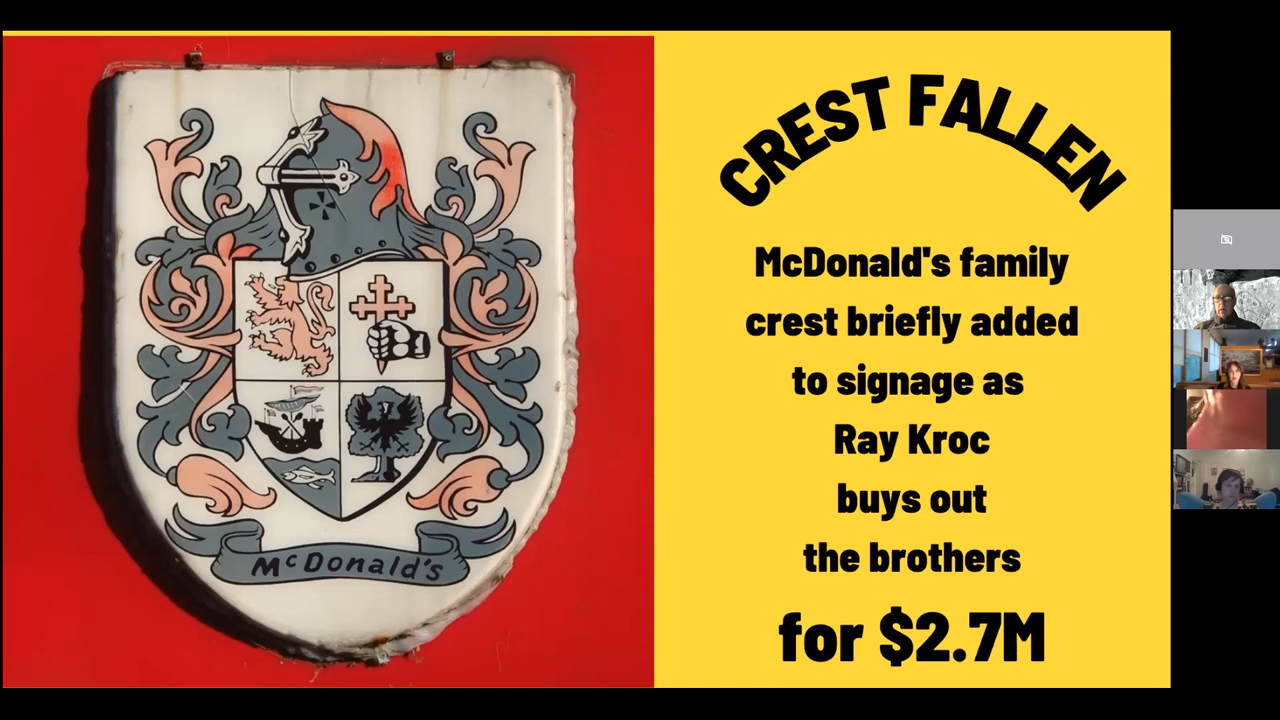 CREST FALLEN
McDonald's family
crest briefly added
to signage as
Ray Kroc
buys out
the brothers
for $2.7M
McDonald's